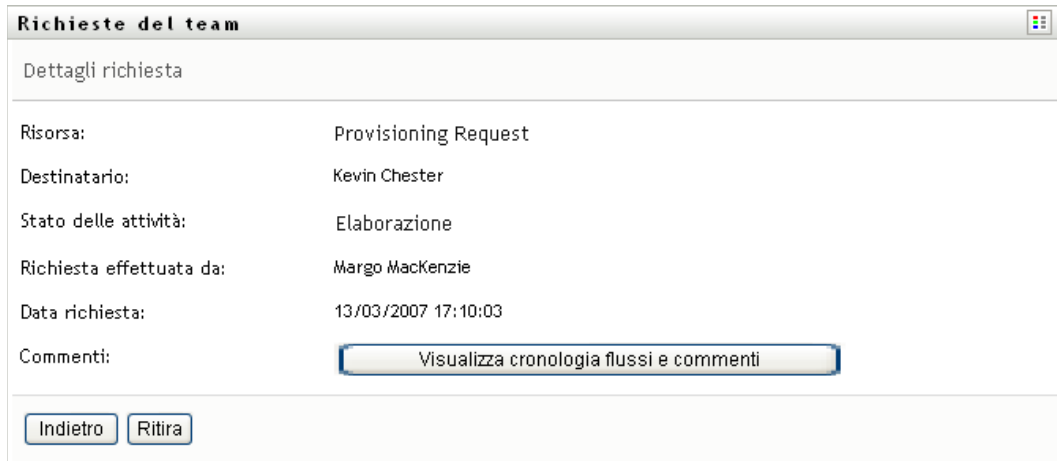 Richieste del team
Dettagli richiesta
Risorsa: Provisioning Request
Destinatario: Kevin Chester
Stato delle attività: Elaborazione
Richiesta effettuata da: Margo MacKenzie
Data richiesta: 13/03/2007 17:10:03
Commenti: Visualizza cronologia flussi e commenti
Indietro Ritira